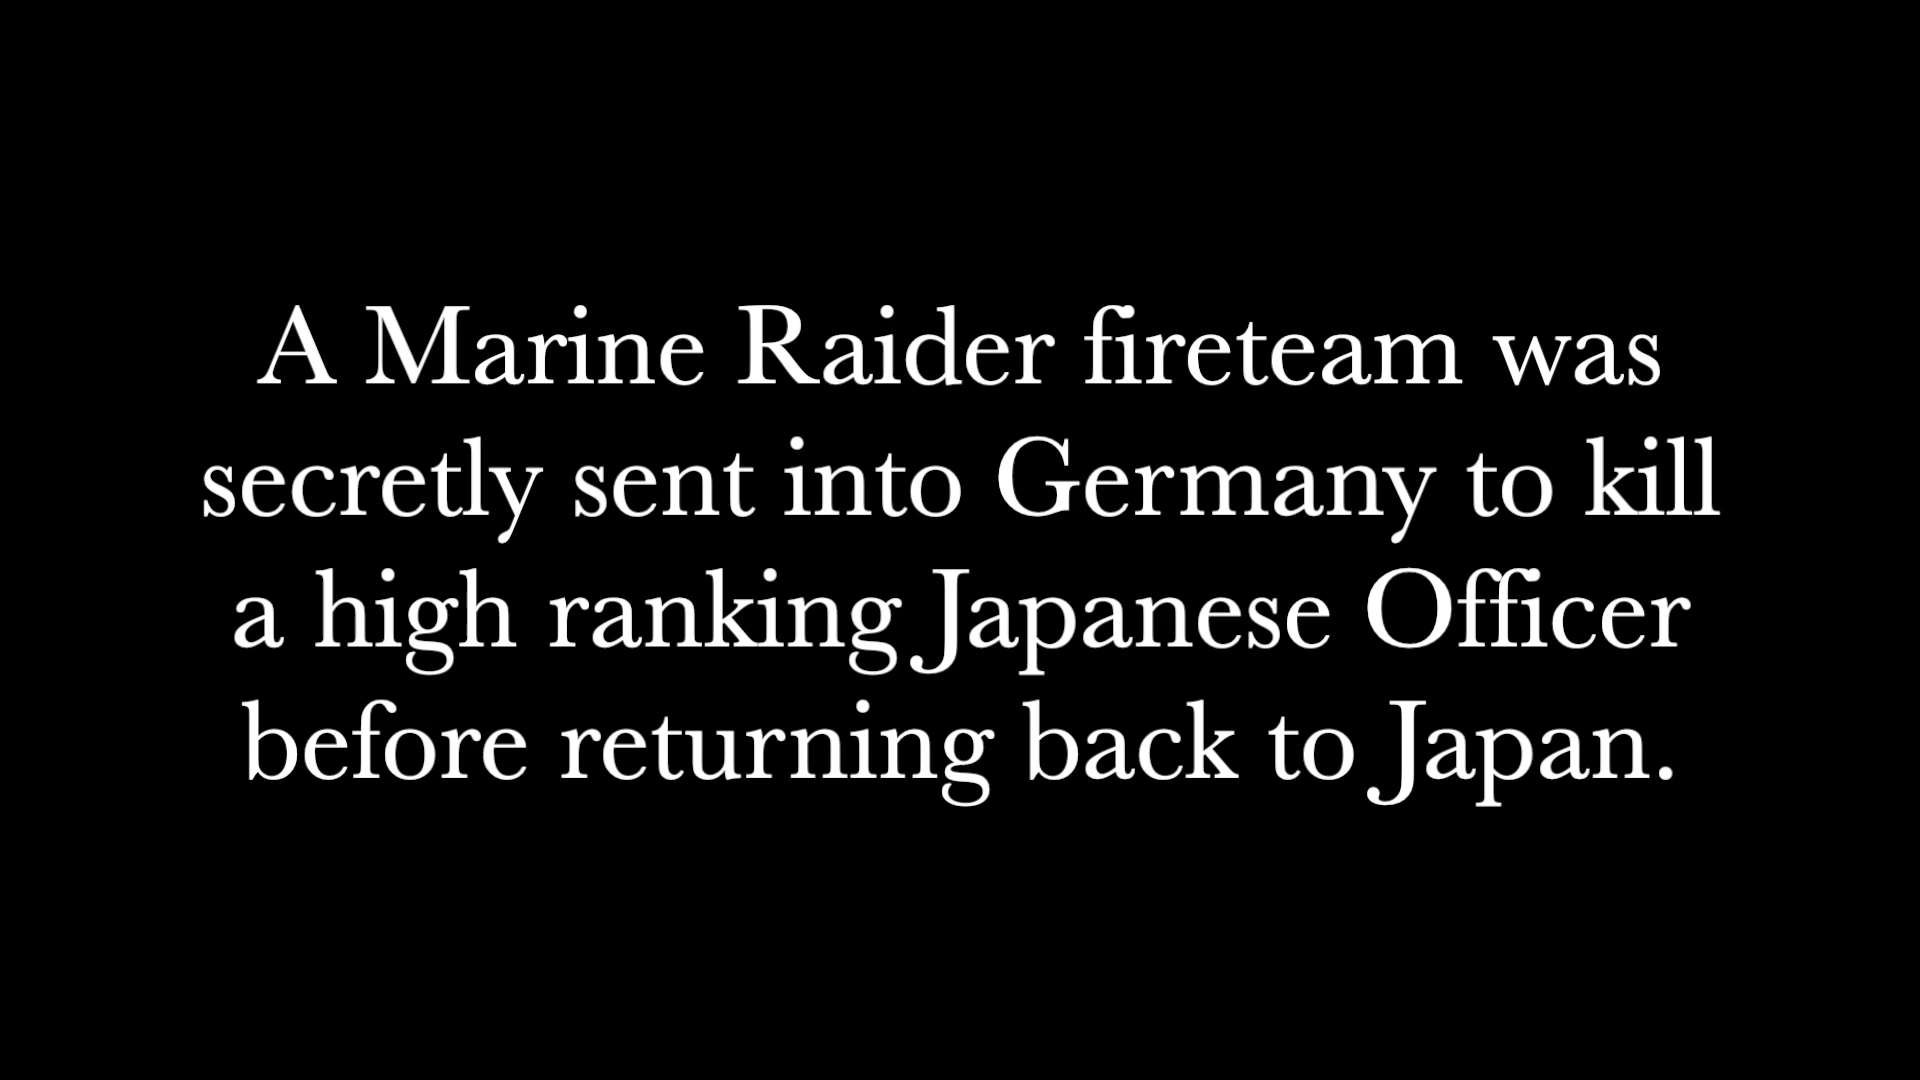 A Marine Raider fireteam was
secretly sent into Germany to kill
a high ranking Japanese Officer
before returning back to Japan.